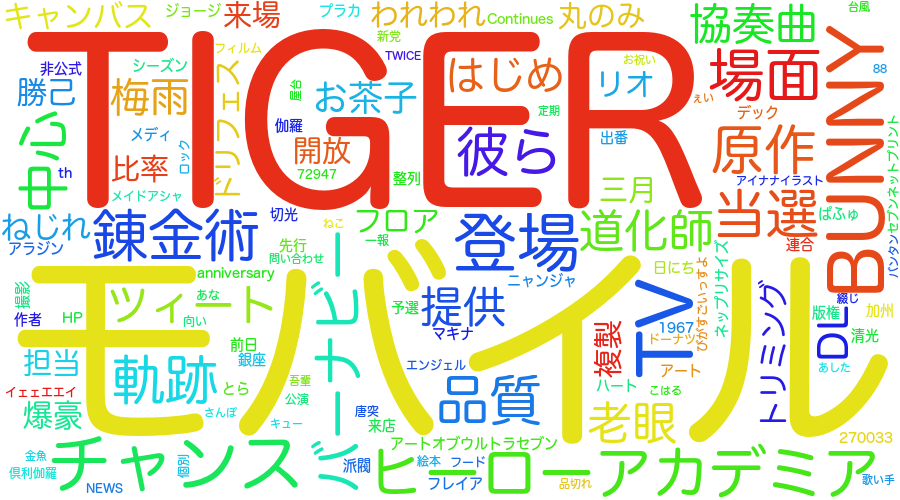 キャンバス ジョージ 来場 プラカ われわれ Continues 丸のみ 協奏曲 台風
TIGER
新党 TWICE フィルム お祝い
非公式 シーズン はじめ リオ 場面 88
勝己 梅雨 ドリフェス 屋台 お茶子 ぇい デック
中心 メディ ロック 伽羅 彼ら 定期 出番 原作 BUNNY
比率 開放
th 72947 整列 アイナナイラスト
メイドアシャ 三月 当選 セブンネットプリント
ねじれ 錬金術 切光 ねこ フロア 登場 道化師 ぱふゅ
アラジン 先行 一報 連合 バンタン
問い合わせ
モバイル
anniversary バーナビー ニャンジャ 日にち びがすごいっすよ ネップリサイズ
撮影 あな ツィート 予選 提供 TV トリミング 綴じ
作者 HP 向い マキナ 1967 版権 加州
前日 ドーナツ DL 清光
担当 銀座 エンジェル 複製 アート あした
軌跡 とら 吾輩 品質 ハート
イェェエエイ 公演 こはる
爆豪 さんぽ 唐突 来店 老眼
キュー アートオブウルトラセブン 270033
金魚 チャンス 派閥 絵本 フード
倶利伽羅 個別 ヒーローアカデミア
NEWS フレイア 品切れ 歌い手